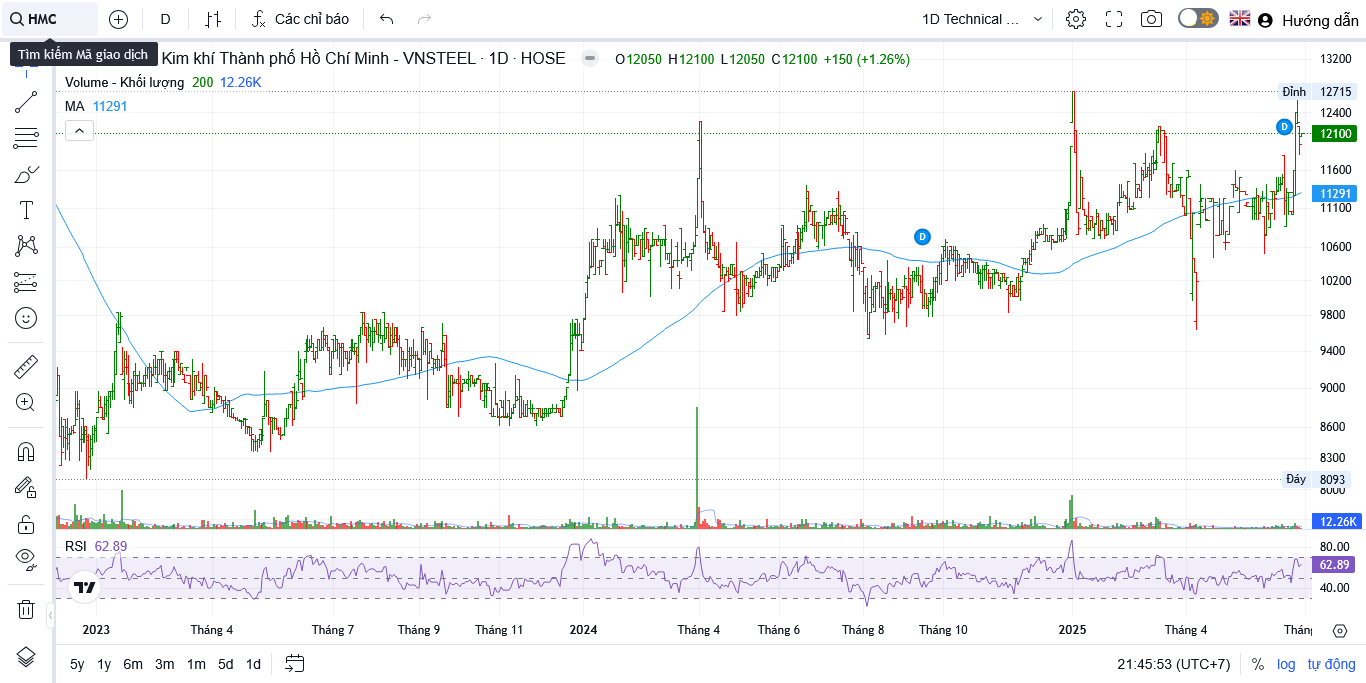 HMC D Các chỉ báo 1D Technical ... Hướng dẫn
Tìm kiếm Mã giao dịch
Kim khí Thành phố Hồ Chí Minh - VNSTEEL · 1D · HOSE O12050 H12100 L12050 C12100 +150 (+1.26%)
Volume - Khối lượng 200 12.26K
MA 11291
13200
Đỉnh 12715
12400
D
12100
11600
11291
11100
D
10600
10200
9800
9400
9000
8600
8300
Đáy 8093
8000
12.26K
RSI 62.89
80.00
62.89
40.00
2023 Tháng 4 Tháng 7 Tháng 9 Tháng 11 2024 Tháng 4 Tháng 6 Tháng 8 Tháng 10 2025 Tháng 4 Tháng
5y 1y 6m 3m 1m 5d 1d 21:45:53 (UTC+7) % log tự động